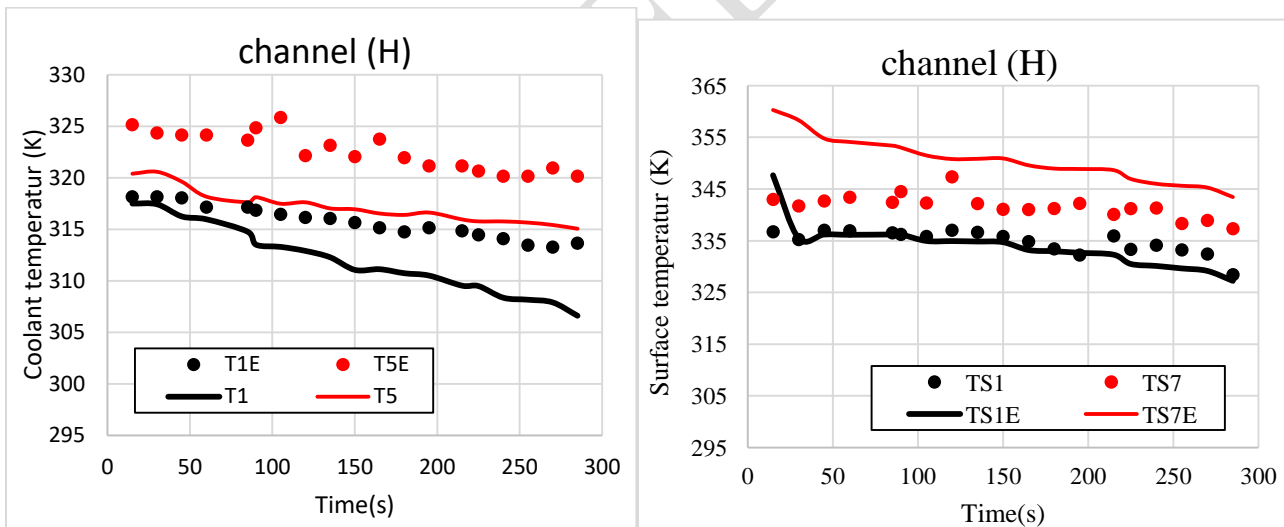 channel (H)
Coolant temperatur (K)
330
325
320
315
310
305
300
295
T1E
T5E
T1
T5
0
50
100
150
200
250
300
Time(s)
channel (H)
Surface temperatur (K)
365
355
345
335
325
315
305
295
TS1
TS7
TS1E
TS7E
0
50
100
150
200
250
300
Time(s)